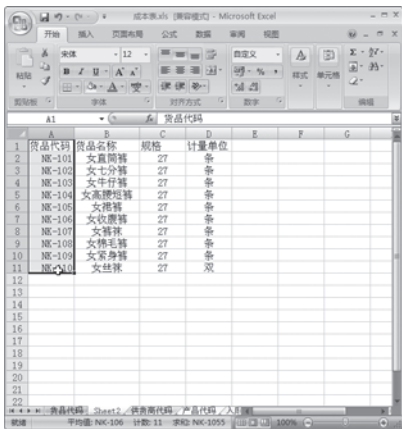 成本表.xls [兼容模式] - Microsoft Excel
开始 插入 页面布局 公式 数据 审阅 视图
宋体 12 自定义
粘贴 B I U A A % 样式 单元格
剪贴板 字体 对齐方式 数字 编辑
A1 fx 货品代码
A B C D E F G
1 货品代码 货品名称 规格 计量单位
2 NK-101 女直筒裤 27 条
3 NK-102 女七分裤 27 条
4 NK-103 女牛仔裤 27 条
5 NK-104 女高腰短裤 27 条
6 NK-105 女裙裤 27 条
7 NK-106 女收腹裤 27 条
8 NK-107 女裤袜 27 条
9 NK-108 女棉毛裤 27 条
10 NK-109 女紧身裤 27 条
11 NK-110 女丝袜 27 双
12
13
14
15
16
17
18
19
20
21
22
货品代码 Sheet2 供货商代码 产品代码
就绪 平均值: NK-106 计数: 11 求和: NK-1055 100%